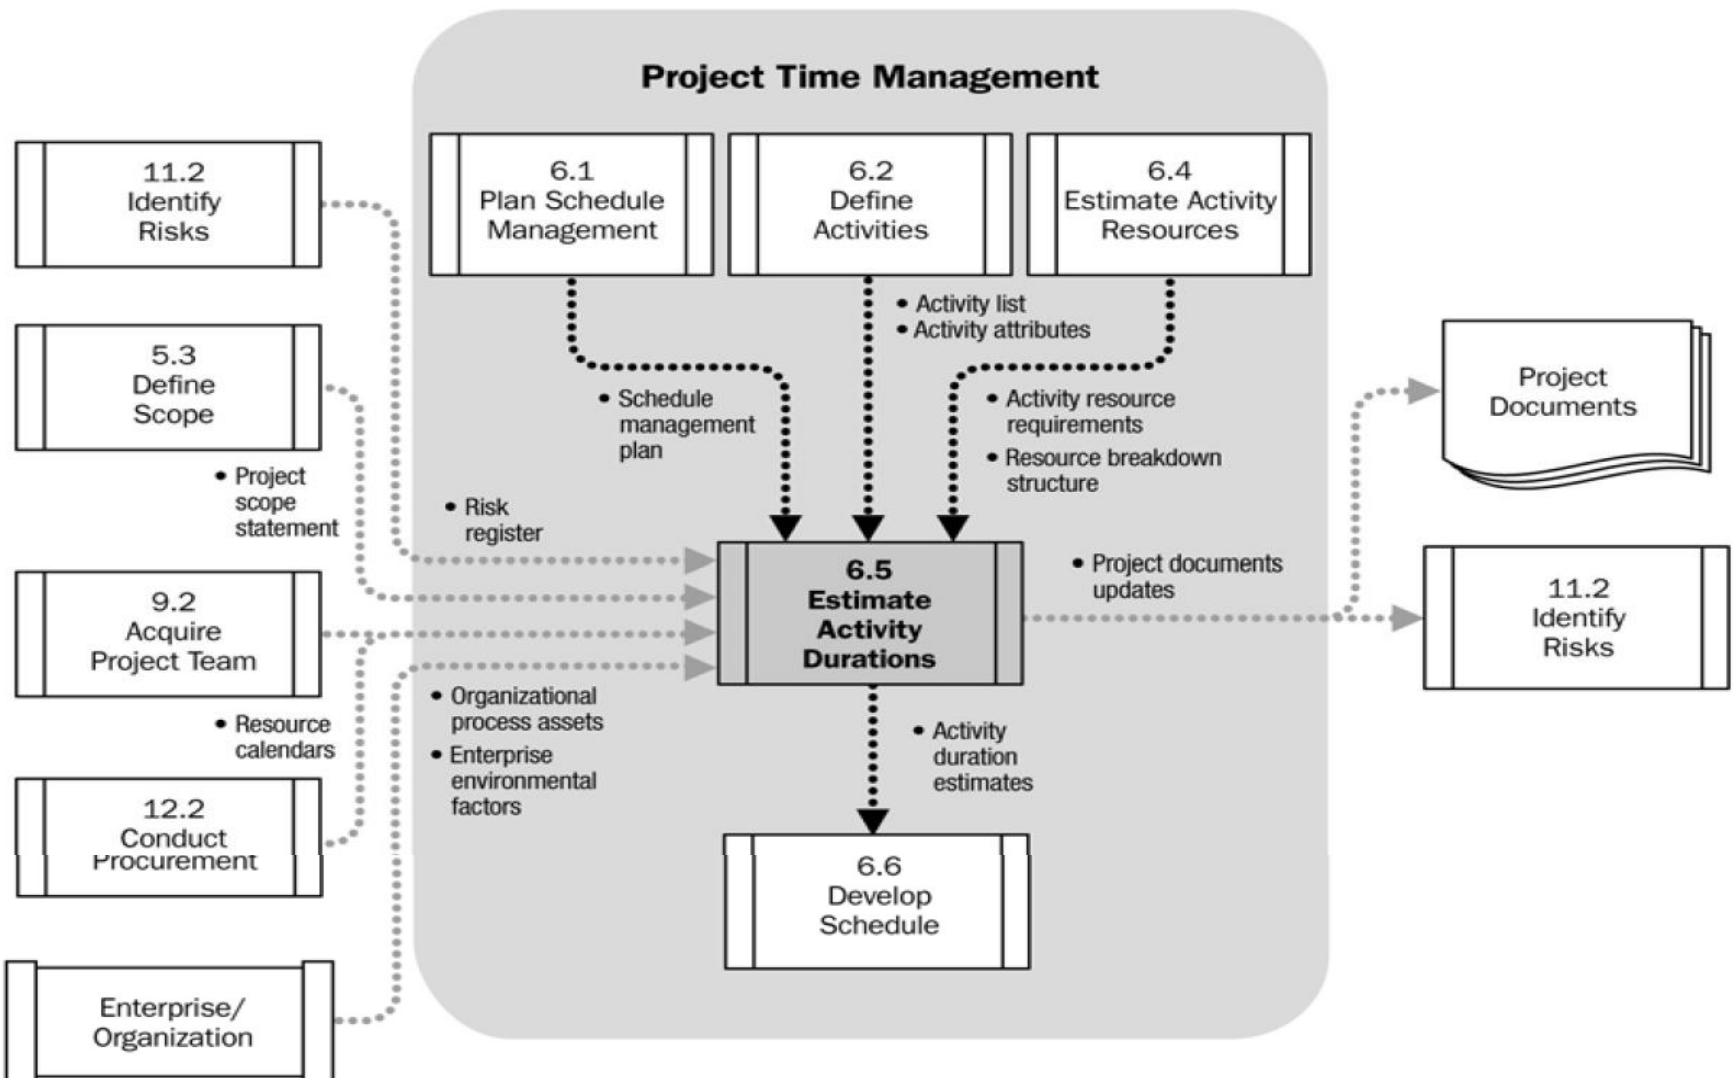 Project Time Management
11.2
Identify
Risks
6.1
Plan Schedule
Management
6.2
Define
Activities
6.4
Estimate Activity
Resources
• Activity list
• Activity attributes
5.3
Define
Scope
• Schedule
management
plan
• Activity resource
requirements
• Resource breakdown
structure
Project
Documents
• Project
scope
statement
• Risk
register
9.2
Acquire
Project Team
6.5
Estimate
Activity
Durations
• Project documents
updates
11.2
Identify
Risks
• Resource
calendars
• Organizational
process assets
• Enterprise
environmental
factors
• Activity
duration
estimates
12.2
Conduct
Procurement
6.6
Develop
Schedule
Enterprise/
Organization